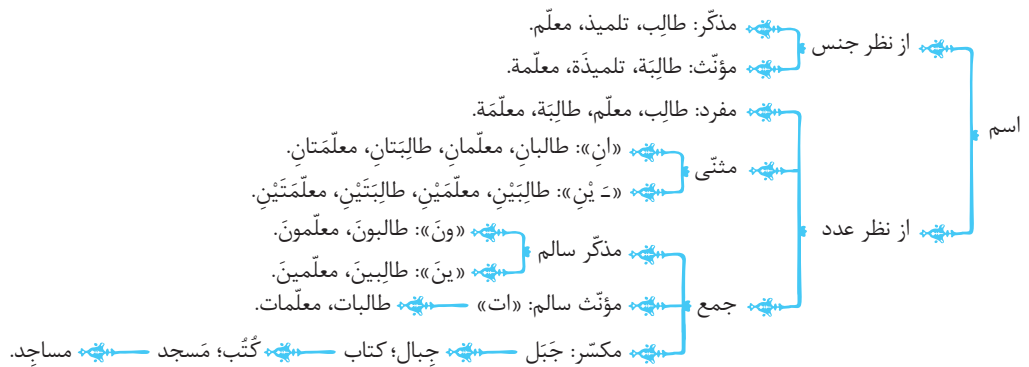 مذکّر: طالِب، تلمیذ، معلّم.
از نظر جنس
مؤنّث: طالِبَة، تلمیذَة، معلّمة.
مفرد: طالِب، معلّم، طالِبَة، معلّمَة.
اسم
«انِ»: طالبانِ، معلّمانِ، طالِبَتانِ، معلّمَتانِ.
مثنّی
«ـَ یْنِ»: طالِبَیْنِ، معلّمَیْنِ، طالِبَتَیْنِ، معلّمَتَیْنِ.
از نظر عدد
«ونَ»: طالبونَ، معلّمونَ.
مذکّر سالم
«ینَ»: طالِبینَ، معلّمینَ.
جمع
مؤنّث سالم: «ات» طالبات، معلّمات.
مکسّر: جَبَل جِبال؛ کتاب کُتُب؛ مَسجد مساجِد.